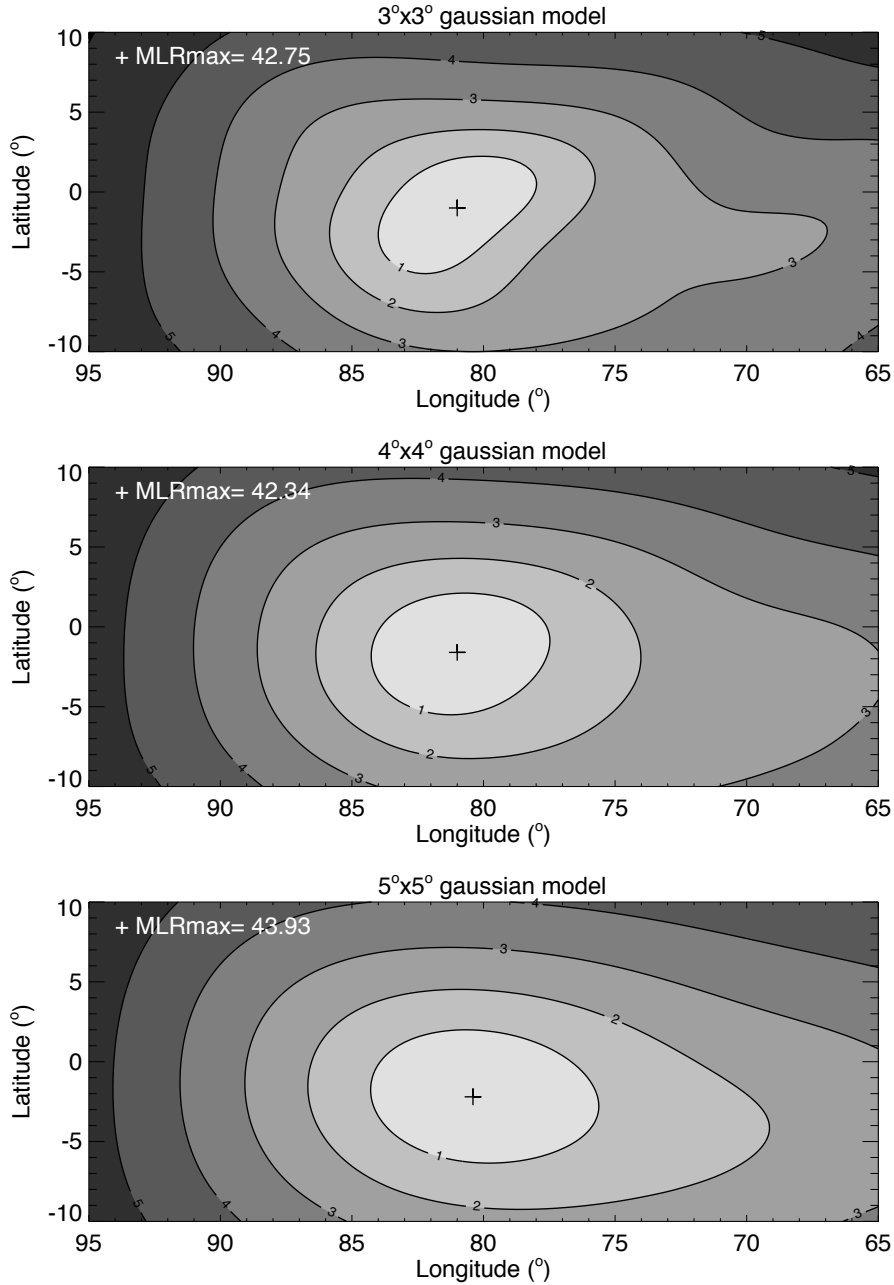 3°x3° gaussian model
+ MLRmax= 42.75
10
5
0
-5
-10
Latitude (°)
1
2
3
3
3
4
4
4
5
5
95 90 85 80 75 70 65
Longitude (°)
4°x4° gaussian model
+ MLRmax= 42.34
10
5
0
-5
-10
Latitude (°)
1
2
2
3
3
3
4
4
5
5
95 90 85 80 75 70 65
Longitude (°)
5°x5° gaussian model
+ MLRmax= 43.93
10
5
0
-5
-10
Latitude (°)
1
2
2
3
3
3
4
4
5
95 90 85 80 75 70 65
Longitude (°)